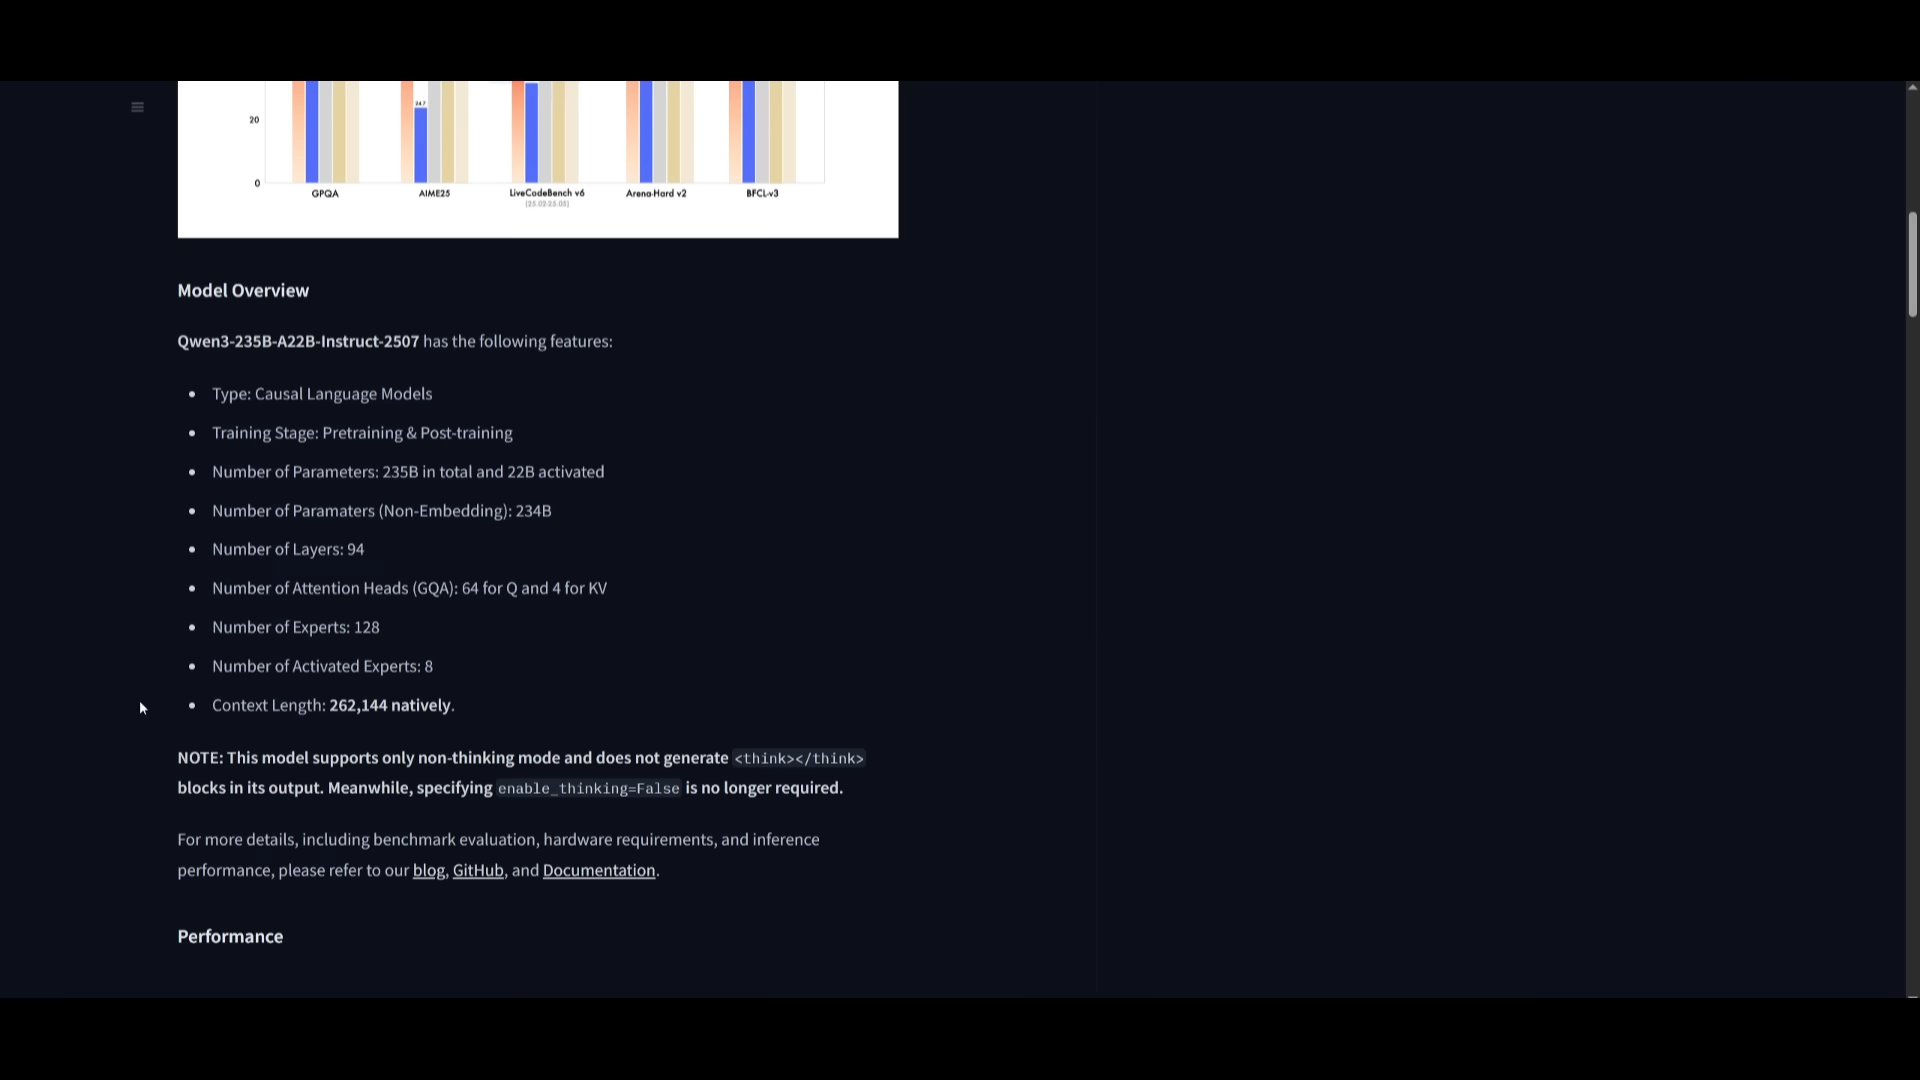 24.7
20
0
GPQA
AIME25
LiveCodeBench v6
(25.02-25.05)
Arena-Hard v2
BFCL-v3
Model Overview
Qwen3-235B-A22B-Instruct-2507 has the following features:
• Type: Causal Language Models
• Training Stage: Pretraining & Post-training
• Number of Parameters: 235B in total and 22B activated
• Number of Paramaters (Non-Embedding): 234B
• Number of Layers: 94
• Number of Attention Heads (GQA): 64 for Q and 4 for KV
• Number of Experts: 128
• Number of Activated Experts: 8
• Context Length: 262,144 natively.
NOTE: This model supports only non-thinking mode and does not generate <think></think>
blocks in its output. Meanwhile, specifying enable_thinking=False is no longer required.
For more details, including benchmark evaluation, hardware requirements, and inference
performance, please refer to our blog, GitHub, and Documentation.
Performance